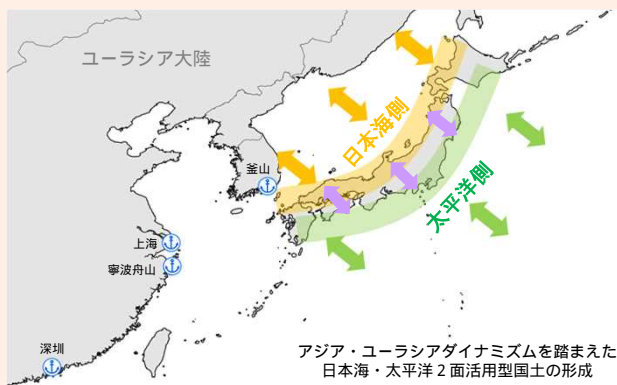 ユーラシア大陸
日本海側
釜山
太平洋側
上海
寧波舟山
深圳
アジア・ユーラシアダイナミズムを踏まえた
日本海・太平洋２面活用型国土の形成